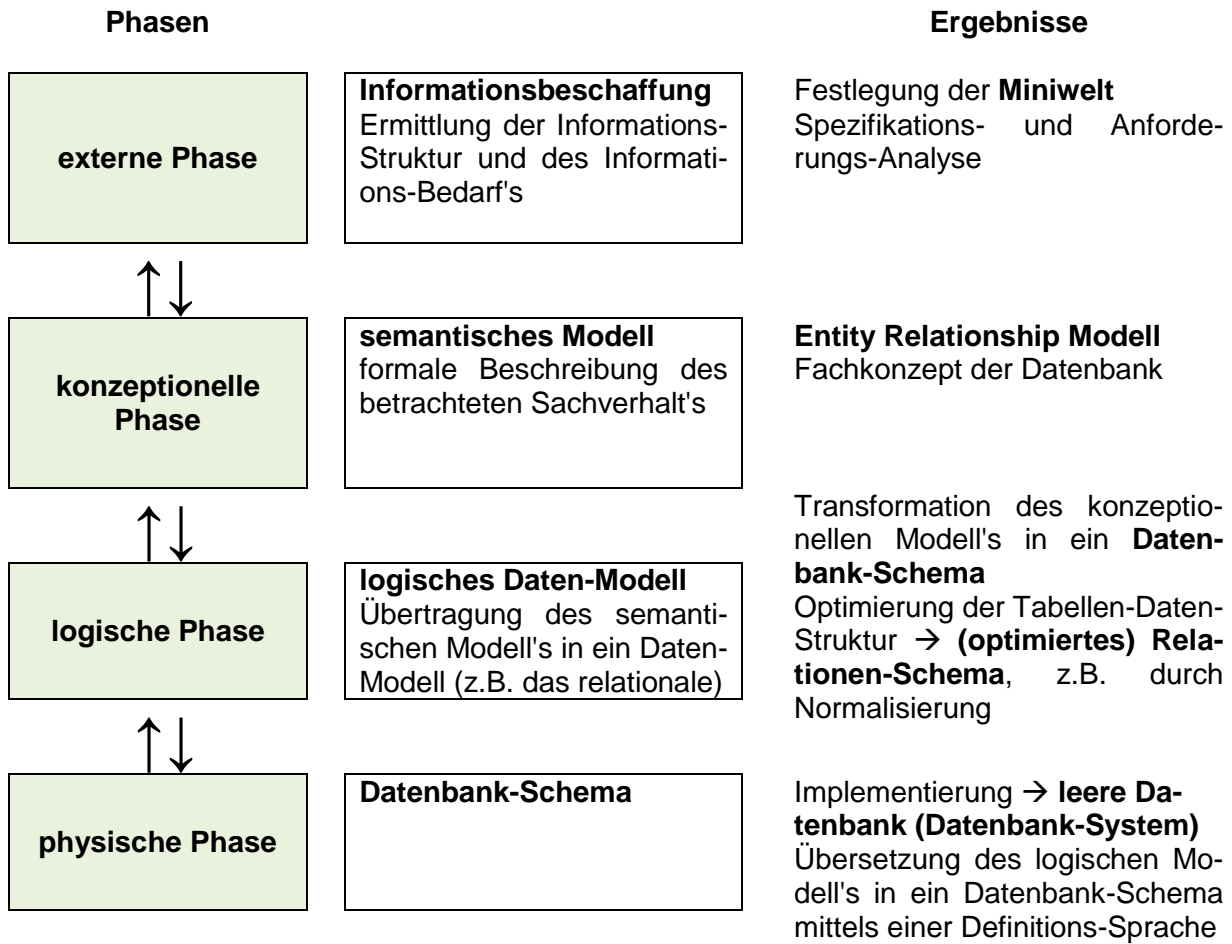 Phasen
Ergebnisse
externe Phase
Informationsbeschaffung
Ermittlung der Informations-
Struktur und des Informati-
ons-Bedarf's
Festlegung der Miniwelt
Spezifikations- und Anforde-
rungs-Analyse
↑↓
konzeptionelle
Phase
semantisches Modell
formale Beschreibung des
betrachteten Sachverhalt's
Entity Relationship Modell
Fachkonzept der Datenbank
↑↓
logische Phase
logisches Daten-Modell
Übertragung des semanti-
schen Modell's in ein Daten-
Modell (z.B. das relationale)
Transformation des konzeptio-
nellen Modell's in ein Daten-
bank-Schema
Optimierung der Tabellen-Daten-
Struktur → (optimiertes) Rela-
tionen-Schema, z.B. durch
Normalisierung
↑↓
physische Phase
Datenbank-Schema
Implementierung → leere Da-
tenbank (Datenbank-System)
Übersetzung des logischen Mo-
dell's in ein Datenbank-Schema
mittels einer Definitions-Sprache